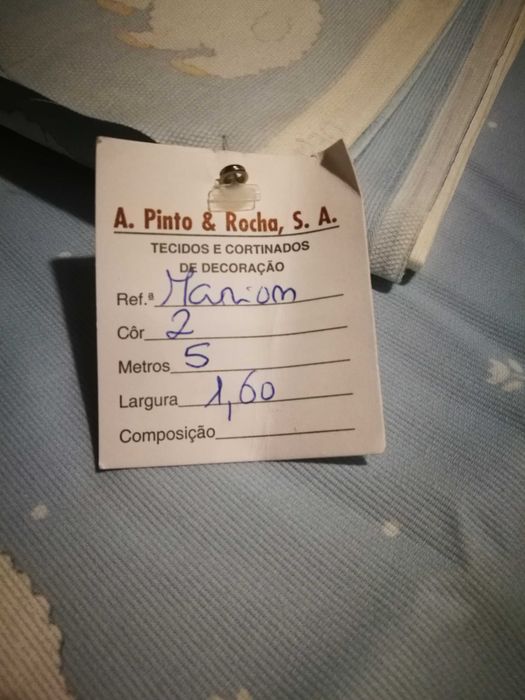 A. Pinto & Rocha, S. A.
TECIDOS E CORTINADOS
DE DECORAÇÃO
Ref.ª Marion
Côr 2
Metros 5
Largura 1,60
Composição